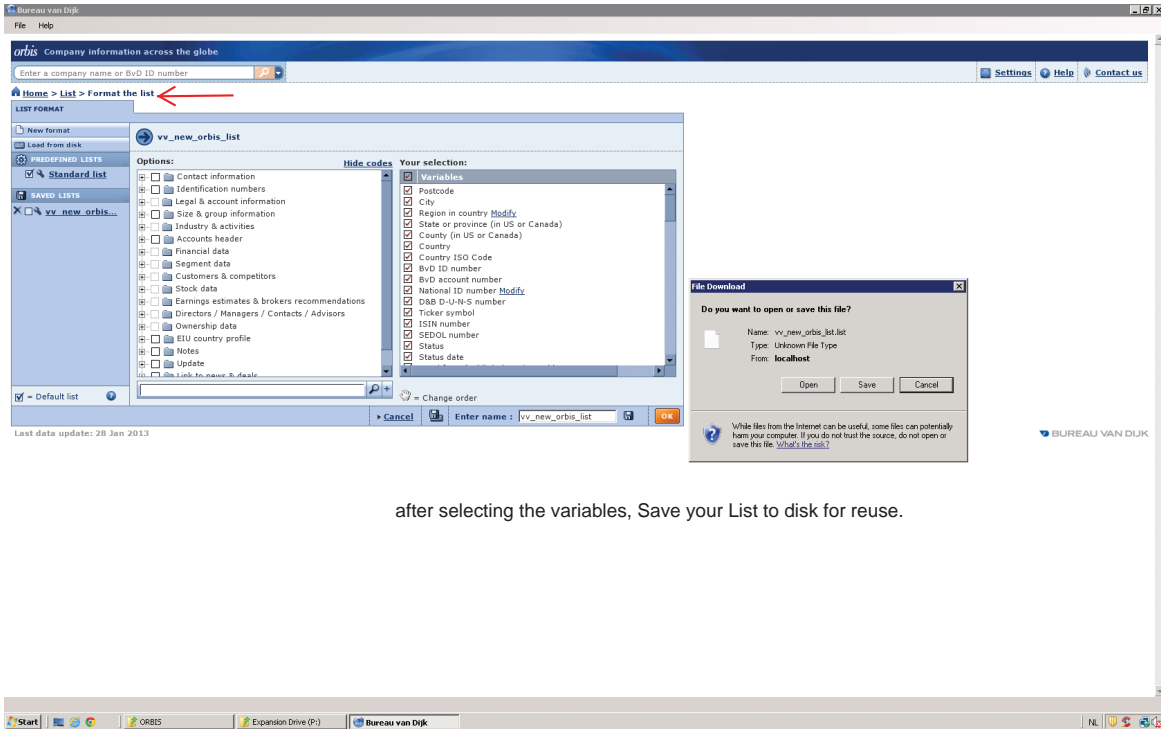 Bureau van Dijk
File Help
orbis Company information across the globe
Enter a company name or BvD ID number
Settings Help Contact us
Home > List > Format the list
LIST FORMAT
New format
Load from disk
PREDEFINED LISTS
Standard list
SAVED LISTS
vv_new_orbis...
= Default list
vv_new_orbis_list
Options: Hide codes
Contact information
Identification numbers
Legal & account information
Size & group information
Industry & activities
Accounts header
Financial data
Segment data
Customers & competitors
Stock data
Earnings estimates & brokers recommendations
Directors / Managers / Contacts / Advisors
Ownership data
EIU country profile
Notes
Update
Link to news & deals
Your selection:
Variables
Postcode
City
Region in country Modify
State or province (in US or Canada)
County (in US or Canada)
Country
Country ISO Code
BvD ID number
BvD account number
National ID number Modify
D&B D-U-N-S number
Ticker symbol
ISIN number
SEDOL number
Status
Status date
= Change order
Cancel Enter name : vv_new_orbis_list OK
Last data update: 28 Jan 2013
BUREAU VAN DIJK
File Download
Do you want to open or save this file?
Name: vv_new_orbis_list.list
Type: Unknown File Type
From: localhost
Open Save Cancel
While files from the Internet can be useful, some files can potentially
harm your computer. If you do not trust the source, do not open or
save this file. What's the risk?
after selecting the variables, Save your List to disk for reuse.
Start ORBIS Expansion Drive (P:) Bureau van Dijk NL